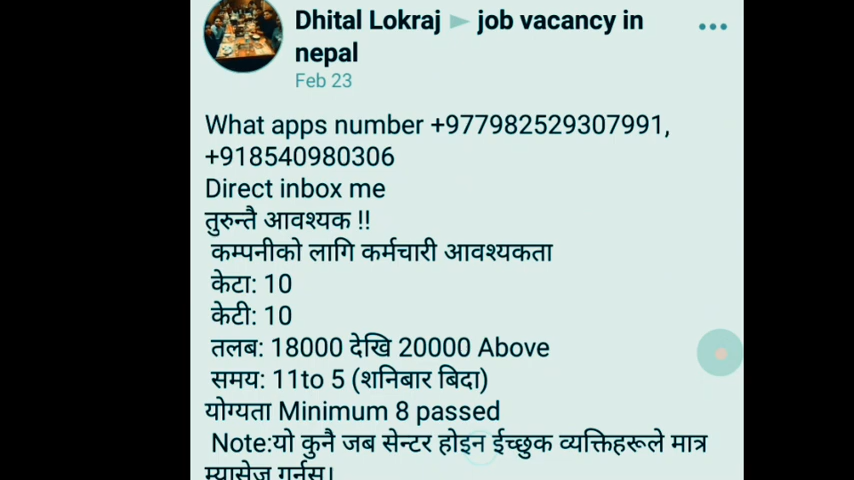 Dhital Lokraj ► job vacancy in
nepal
Feb 23
What apps number +977982529307991,
+918540980306
Direct inbox me
तुरुन्तै आवश्यक !!
कम्पनीको लागि कर्मचारी आवश्यकता
केटा: 10
केटी: 10
तलब: 18000 देखि 20000 Above
समय: 11to 5 (शनिबार बिदा)
योग्यता Minimum 8 passed
Note:यो कुनै जब सेन्टर होइन ईच्छुक व्यक्तिहरूले मात्र
म्यासेज गर्नुस।